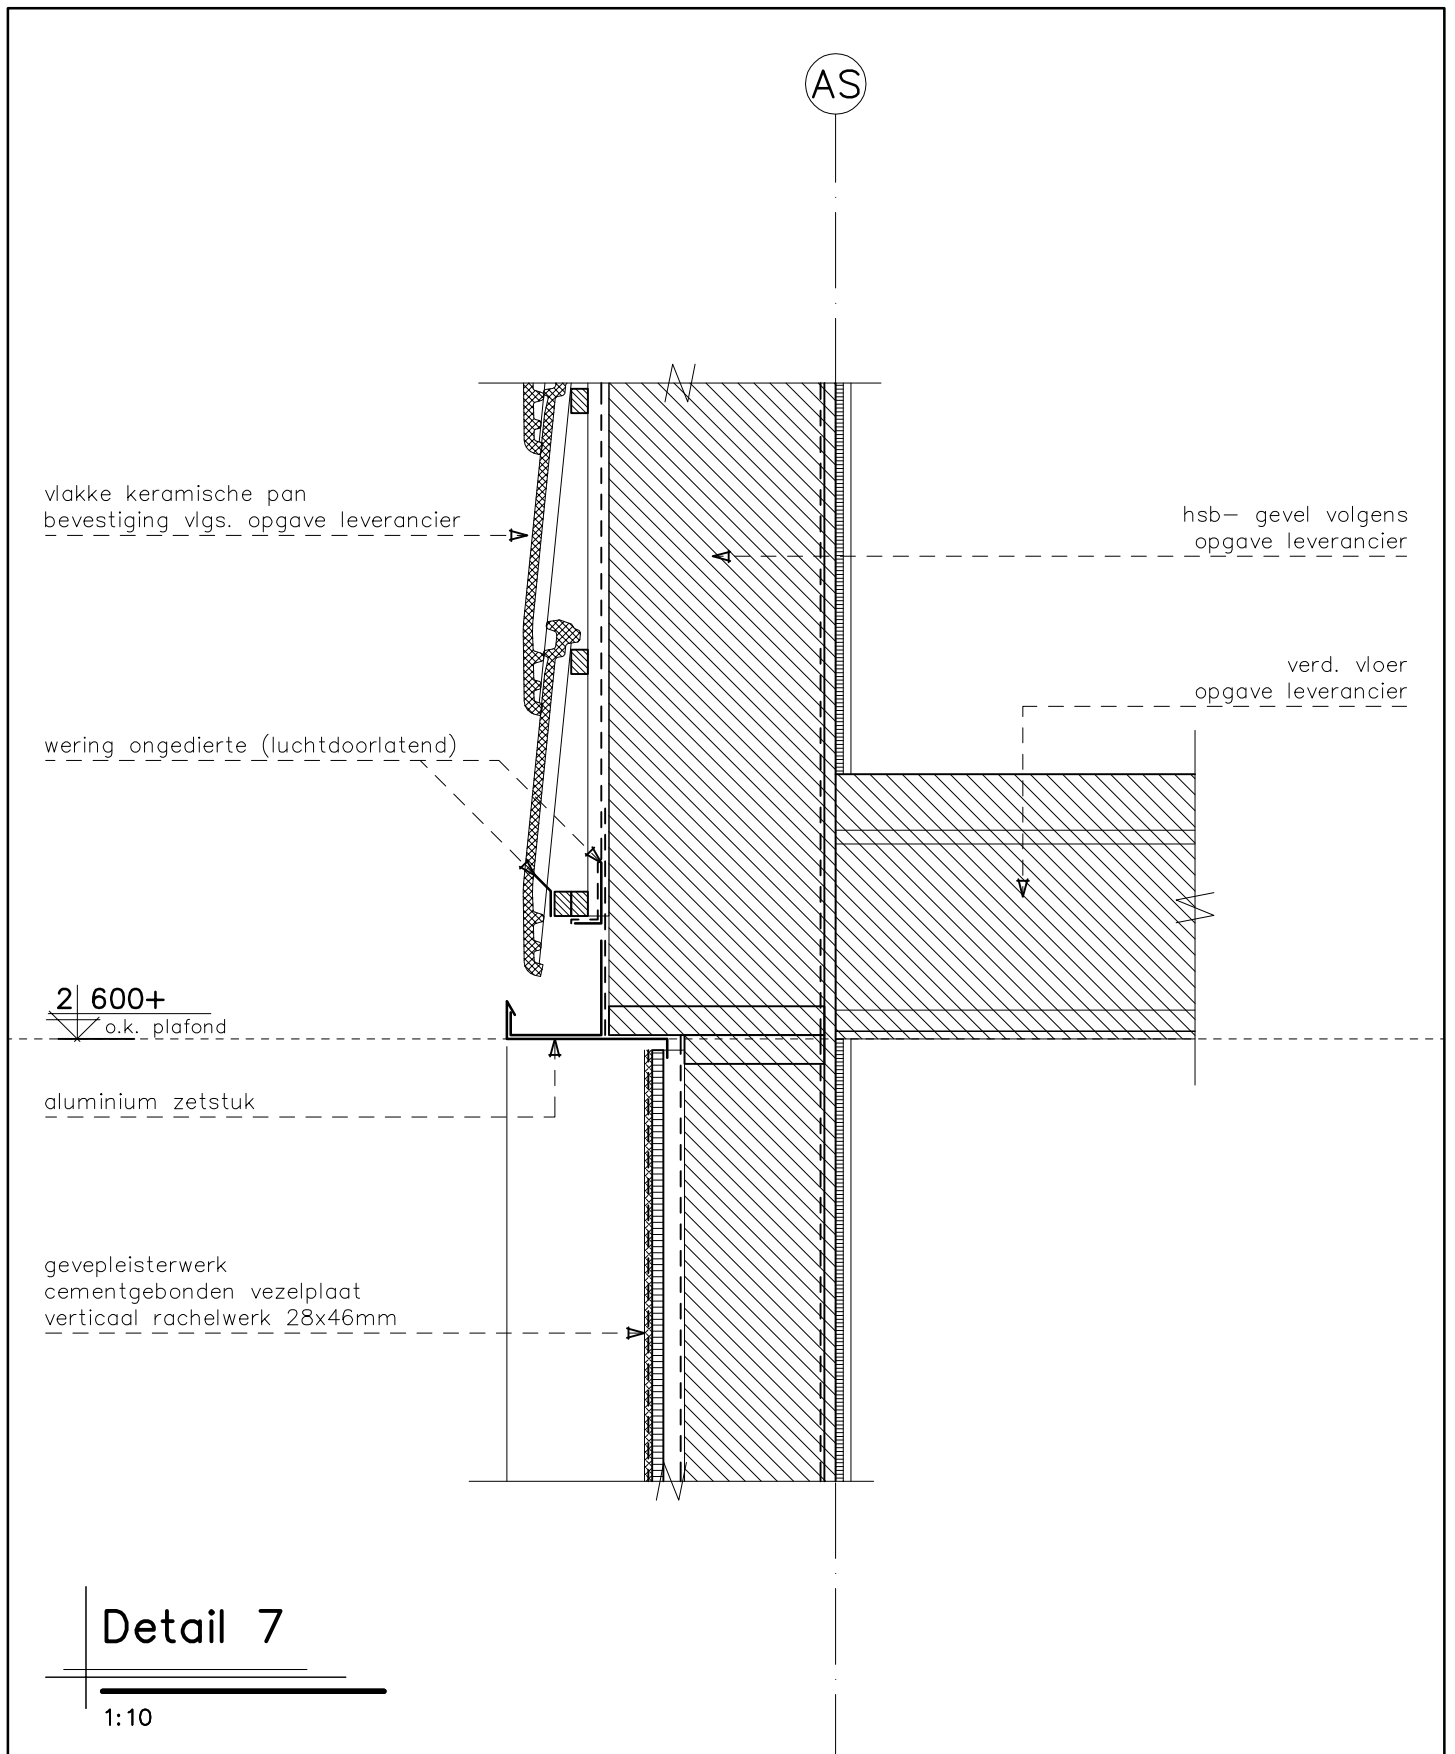 AS
vlakke keramische pan
bevestiging vlgs. opgave leverancier
hsb- gevel volgens
opgave leverancier
verd. vloer
opgave leverancier
wering ongedierte (luchtdoorlatend)
2 600+
o.k. plafond
aluminium zetstuk
gevepleisterwerk
cementgebonden vezelplaat
verticaal rachelwerk 28x46mm
Detail 7
1:10